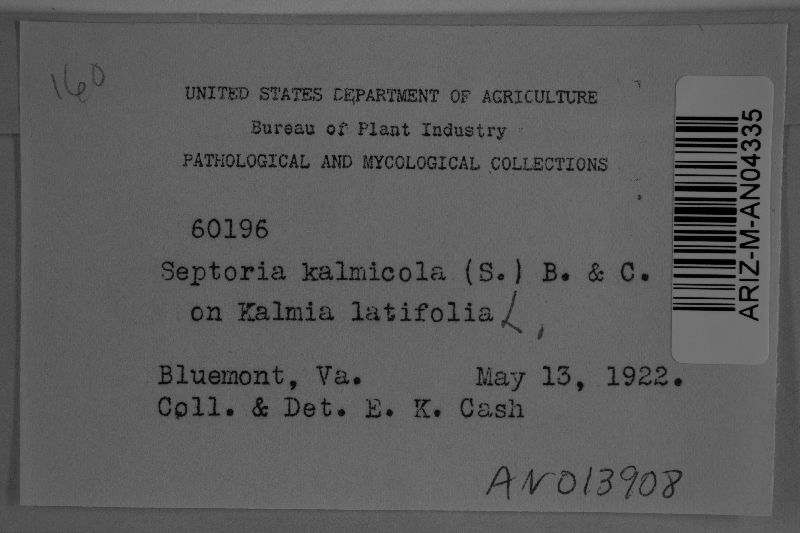 160
UNITED STATES DEPARTMENT OF AGRICULTURE
Bureau of Plant Industry
PATHOLOGICAL AND MYCOLOGICAL COLLECTIONS
60196
Septoria kalmicola (S.) B. & C.
on Kalmia latifolia L,
Bluemont, Va. May 13, 1922.
Coll. & Det. E. K. Cash
AN013908
ARIZ-M-AN04335